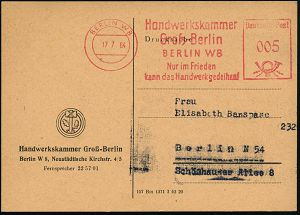 BERLIN W8
17.7.54
Handwerkskammer
Groß-Berlin
BERLIN W8
Nur im Frieden
kann das Handwerk gedeihen!
Deutsche Post
005
Drucksache
Frau
Elisabeth Banspase
232
Berlin N 54
Schönhauser Allee 8
Handwerkskammer Groß-Berlin
Berlin W 8, Neustädtische Kirchstr. 4/5
Fernsprecher 22 57 01